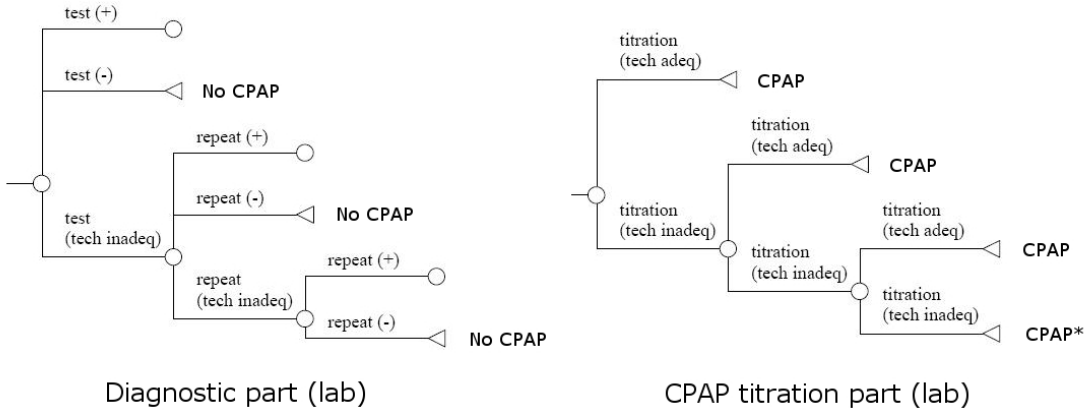 test (+)
test (-)
No CPAP
repeat (+)
repeat (-)
No CPAP
test
(tech inadeq)
repeat (+)
repeat
(tech inadeq)
repeat (-)
No CPAP
Diagnostic part (lab)
titration
(tech adeq)
CPAP
titration
(tech adeq)
CPAP
titration
(tech inadeq)
titration
(tech adeq)
CPAP
titration
(tech inadeq)
titration
(tech inadeq)
CPAP*
CPAP titration part (lab)